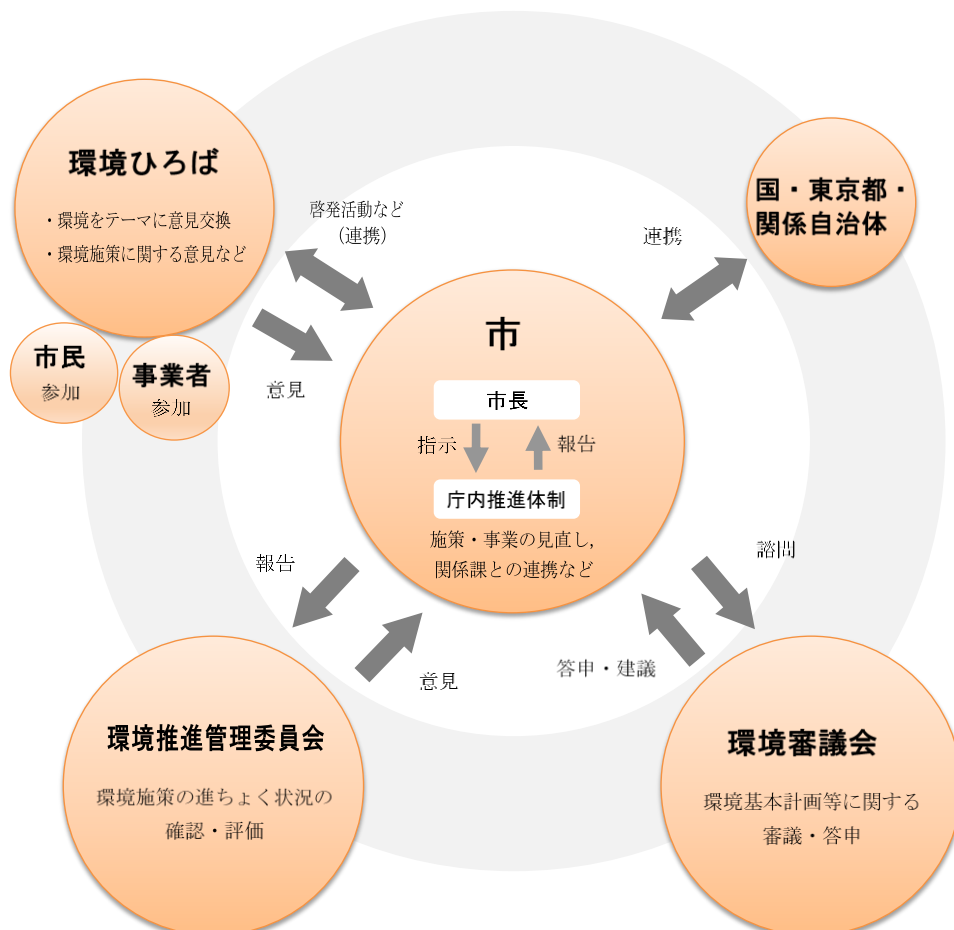 環境ひろば
・環境をテーマに意見交換
・環境施策に関する意見など
市民
参加
事業者
参加
啓発活動など
(連携)
意見
国・東京都・
関係自治体
連携
市
市長
指示
報告
庁内推進体制
施策・事業の見直し,
関係課との連携など
報告
意見
環境推進管理委員会
環境施策の進ちょく状況の
確認・評価
諮問
答申・建議
環境審議会
環境基本計画等に関する
審議・答申